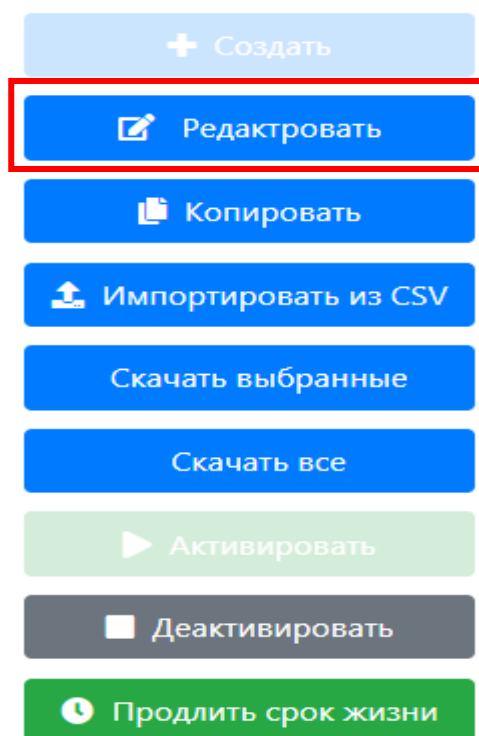 Создать
Редактровать
Копировать
Импортировать из CSV
Скачать выбранные
Скачать все
Активировать
Деактивировать
Продлить срок жизни